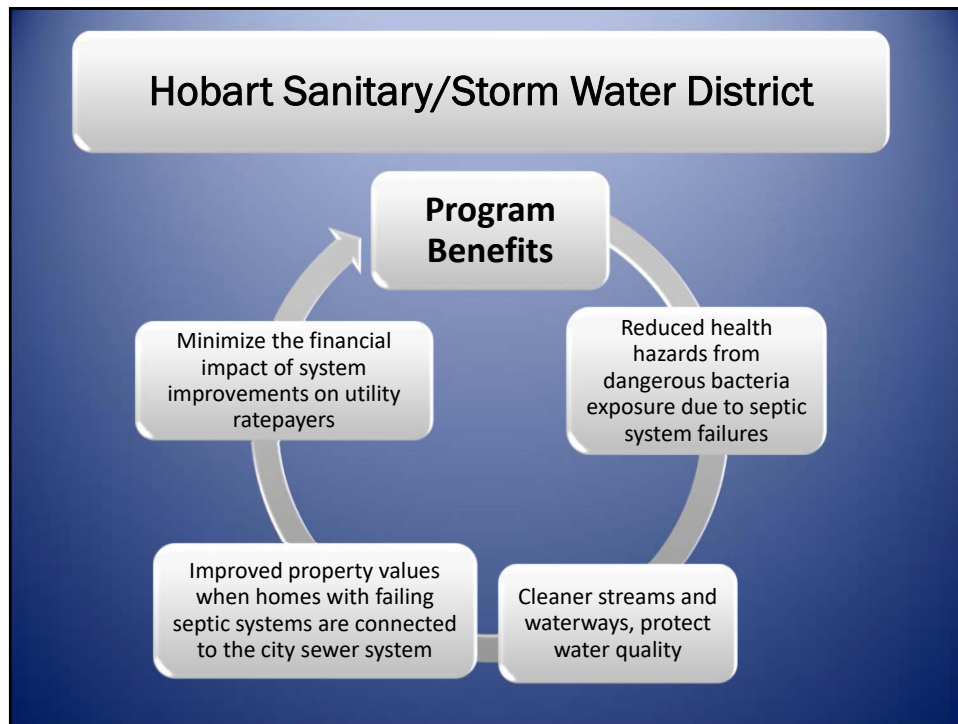 Hobart Sanitary/Storm Water District
Program
Benefits
Reduced health
hazards from
dangerous bacteria
exposure due to septic
system failures
Cleaner streams and
waterways, protect
water quality
Improved property values
when homes with failing
septic systems are connected
to the city sewer system
Minimize the financial
impact of system
improvements on utility
ratepayers